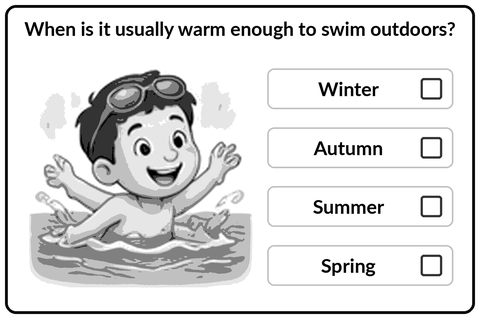 When is it usually warm enough to swim outdoors?
Winter
Autumn
Summer
Spring